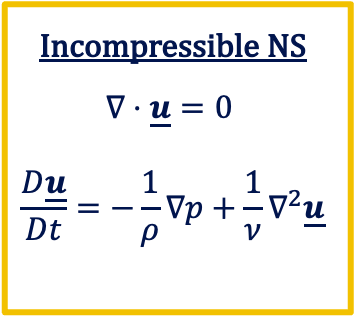 Incompressible NS
∇ · u = 0
Du/Dt = − 1/ρ ∇p + 1/ν ∇²u